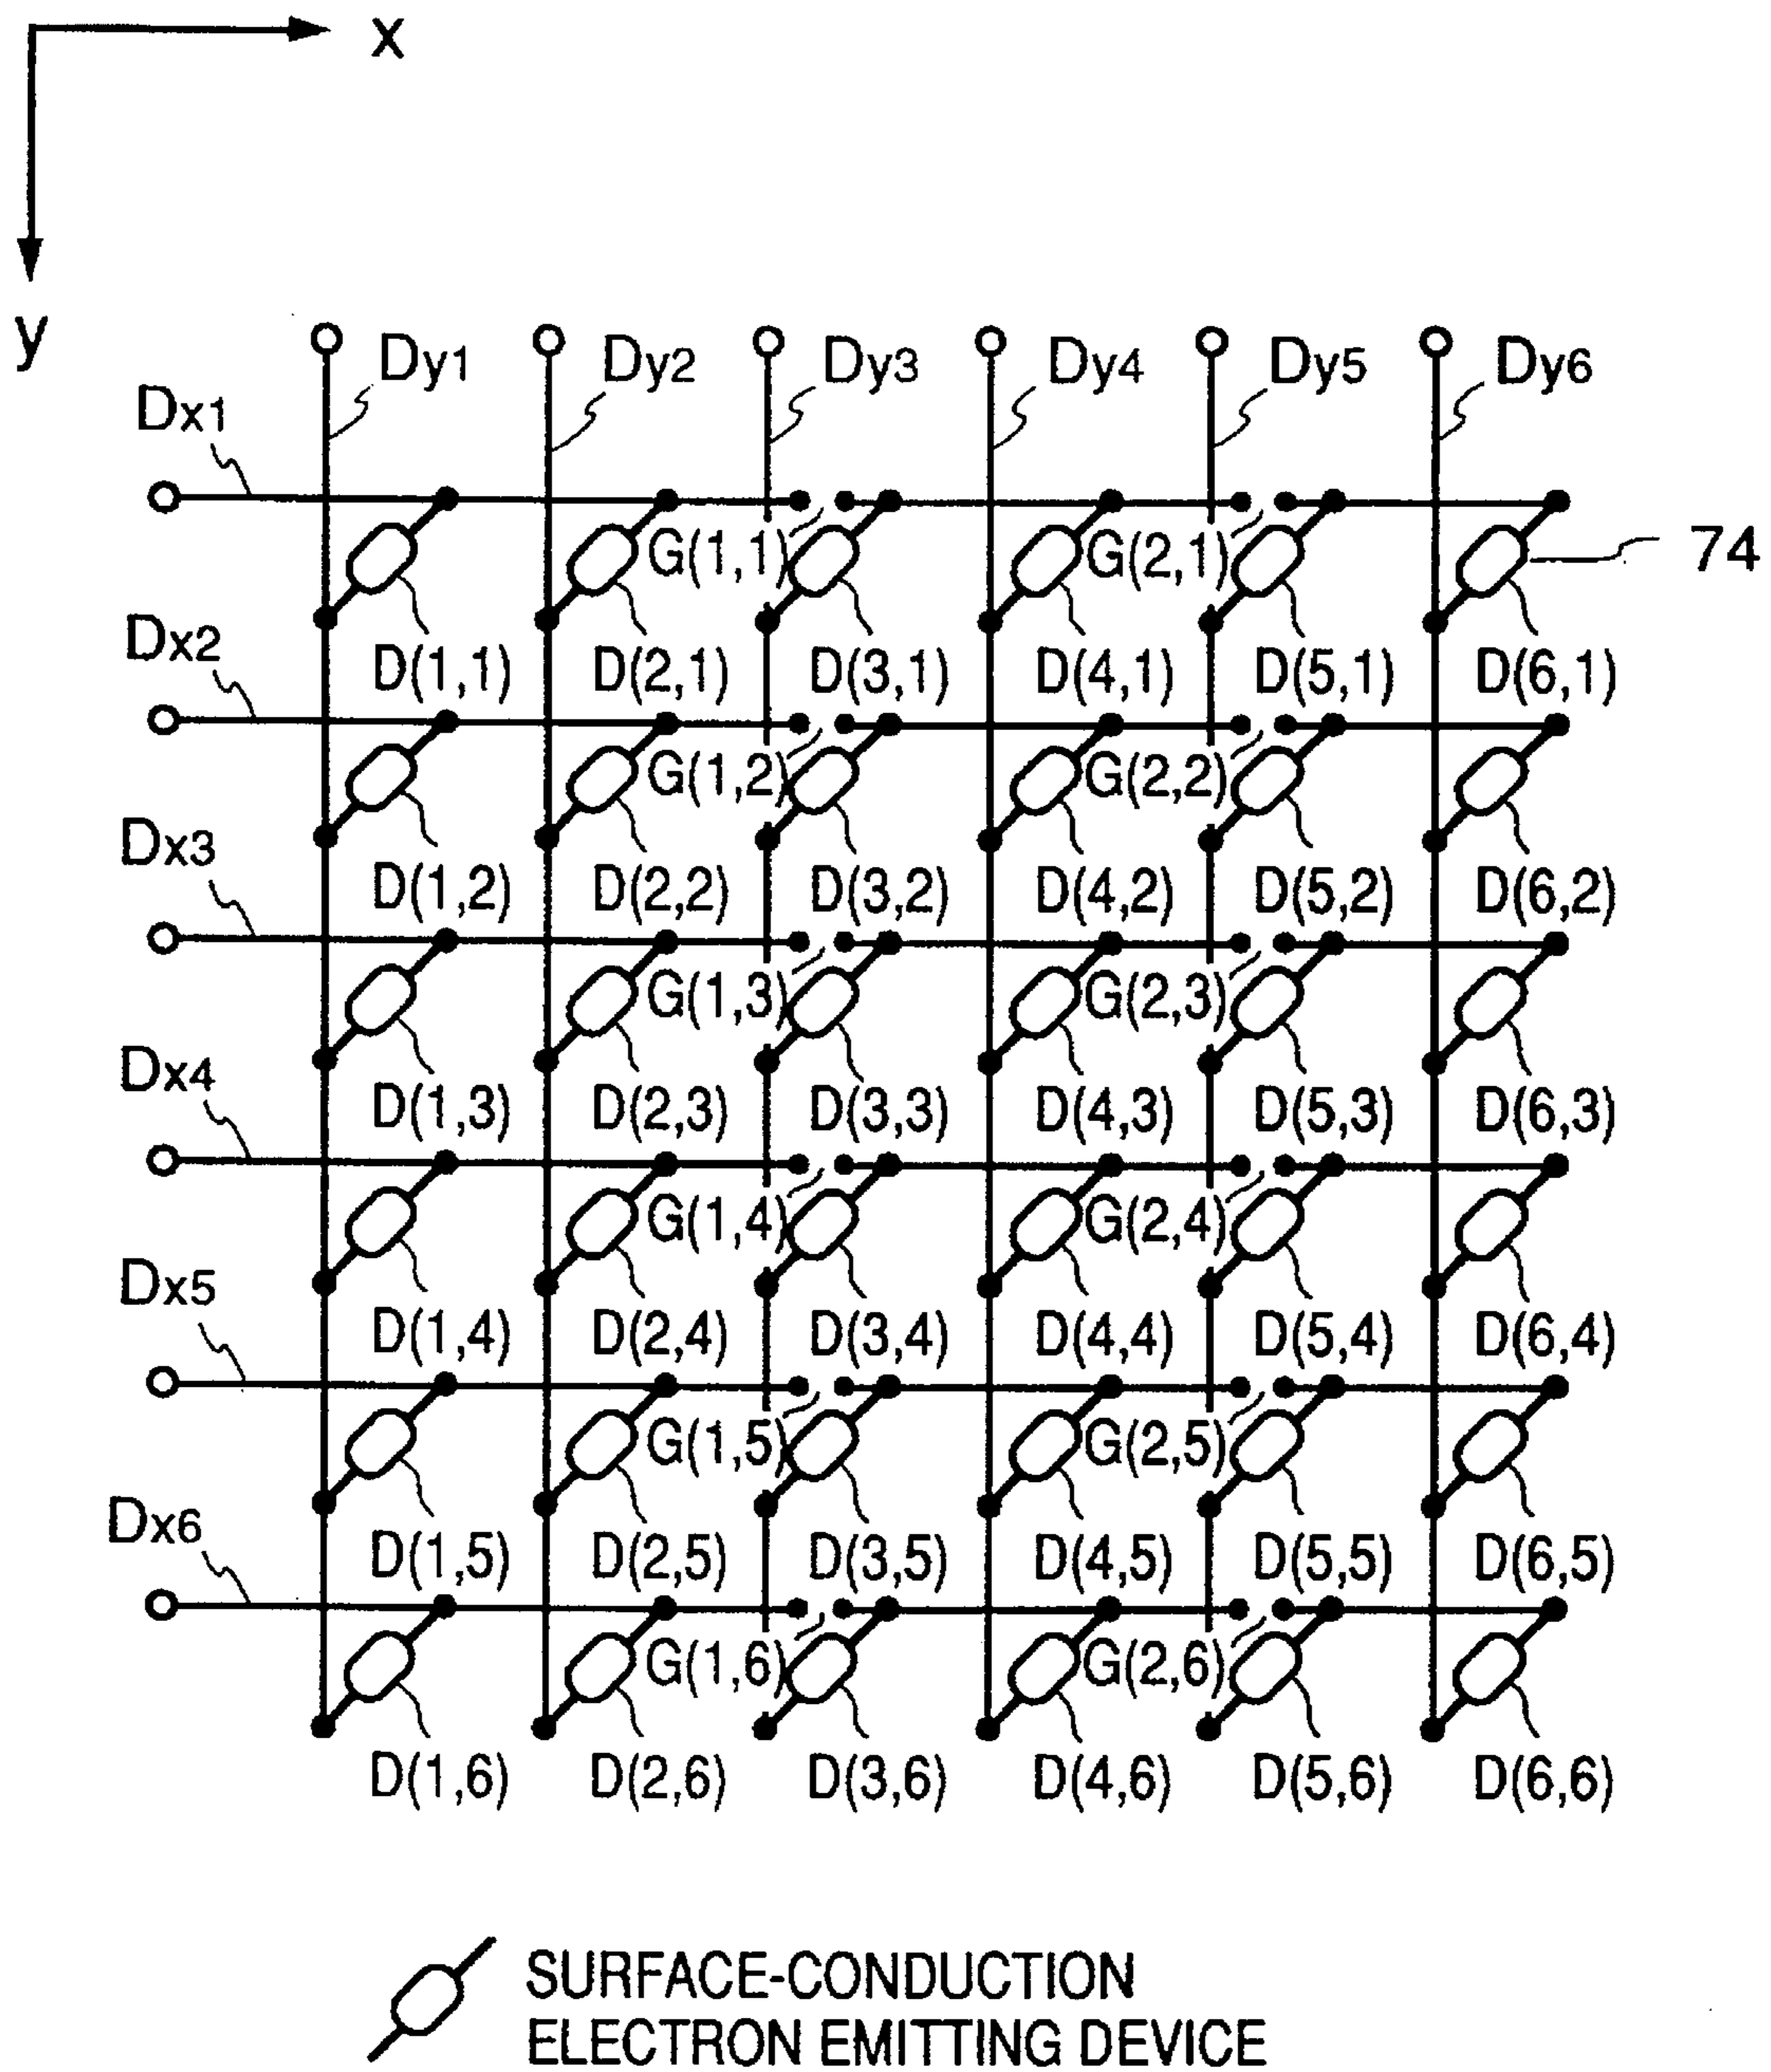 x
y
Dy1 Dy2 Dy3 Dy4 Dy5 Dy6
Dx1
G(1,1) G(2,1) 74
Dx2
D(1,1) D(2,1) D(3,1) D(4,1) D(5,1) D(6,1)
G(1,2) G(2,2)
Dx3
D(1,2) D(2,2) D(3,2) D(4,2) D(5,2) D(6,2)
G(1,3) G(2,3)
Dx4
D(1,3) D(2,3) D(3,3) D(4,3) D(5,3) D(6,3)
G(1,4) G(2,4)
Dx5
D(1,4) D(2,4) D(3,4) D(4,4) D(5,4) D(6,4)
G(1,5) G(2,5)
Dx6
D(1,5) D(2,5) D(3,5) D(4,5) D(5,5) D(6,5)
G(1,6) G(2,6)
D(1,6) D(2,6) D(3,6) D(4,6) D(5,6) D(6,6)
SURFACE-CONDUCTION
ELECTRON EMITTING DEVICE